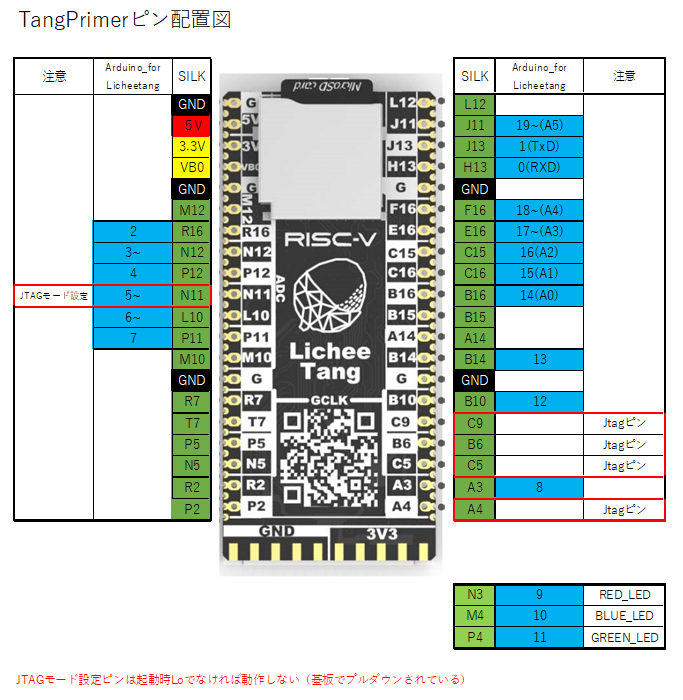 TangPrimerピン配置図
注意 Arduino_for Licheetang SILK
GND
5V
3.3V
VB0
GND
M12
2 R16
3~ N12
4 P12
JTAGモード設定 5~ N11
6~ L10
7 P11
M10
GND
R7
T7
P5
N5
R2
P2
MicroSD card
G L12
5V J11
3V J13
VB0 H13
G G
M12 F16
R16 E16
N12 C15
P12 C16
N11 B16
L10 B15
P11 A14
M10 B14
G G
R7 B10
T7 C9
P5 B6
N5 C5
R2 A3
P2 A4
RISC-V
ADC
Lichee
Tang
GCLK
GND 3V3
SILK Arduino_for Licheetang 注意
L12
J11 19~(A5)
J13 1(TxD)
H13 0(RXD)
GND
F16 18~(A4)
E16 17~(A3)
C15 16(A2)
C16 15(A1)
B16 14(A0)
B15
A14
B14 13
GND
B10 12
C9 Jtagピン
B6 Jtagピン
C5 Jtagピン
A3 8
A4 Jtagピン
N3 9 RED_LED
M4 10 BLUE_LED
P4 11 GREEN_LED
JTAGモード設定ピンは起動時Loでなければ動作しない（基板でプルダウンされている）